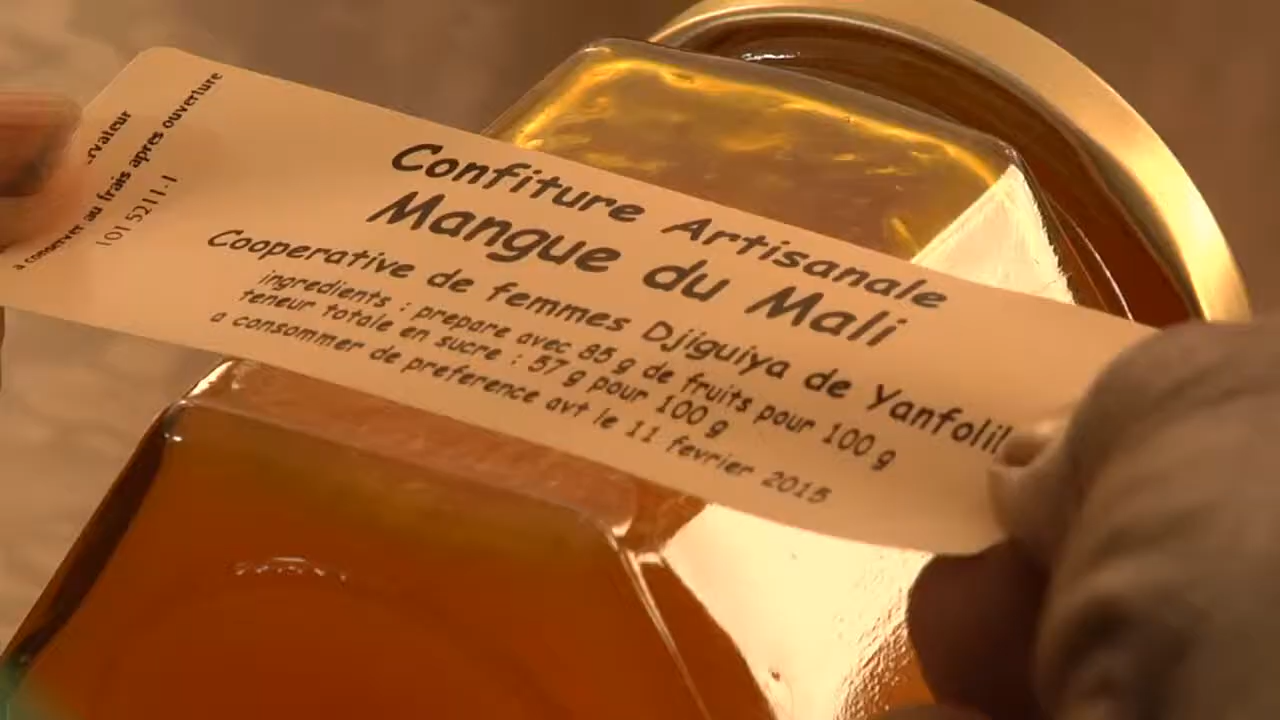 Confiture Artisanale
Mangue du Mali
Cooperative de femmes Djiguiya de Yanfolil
ingredients : prepare avec 85 g de fruits pour 100 g
teneur totale en sucre : 57 g pour 100 g
a consommer de preference avt le 11 fevrier 2015
rvateur
a conserver au frais apres ouverture
101 5211-1